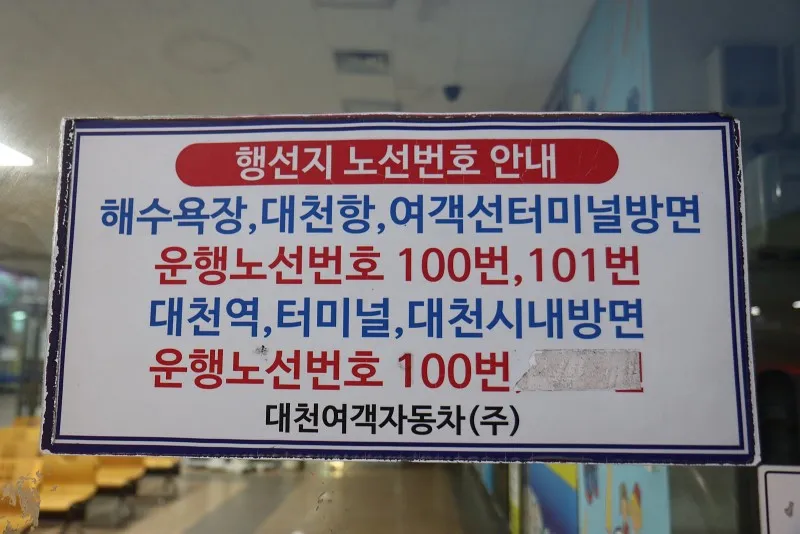 행선지 노선번호 안내
해수욕장,대천항,여객선터미널방면
운행노선번호 100번,101번
대천역,터미널,대천시내방면
운행노선번호 100번
대천여객자동차(주)